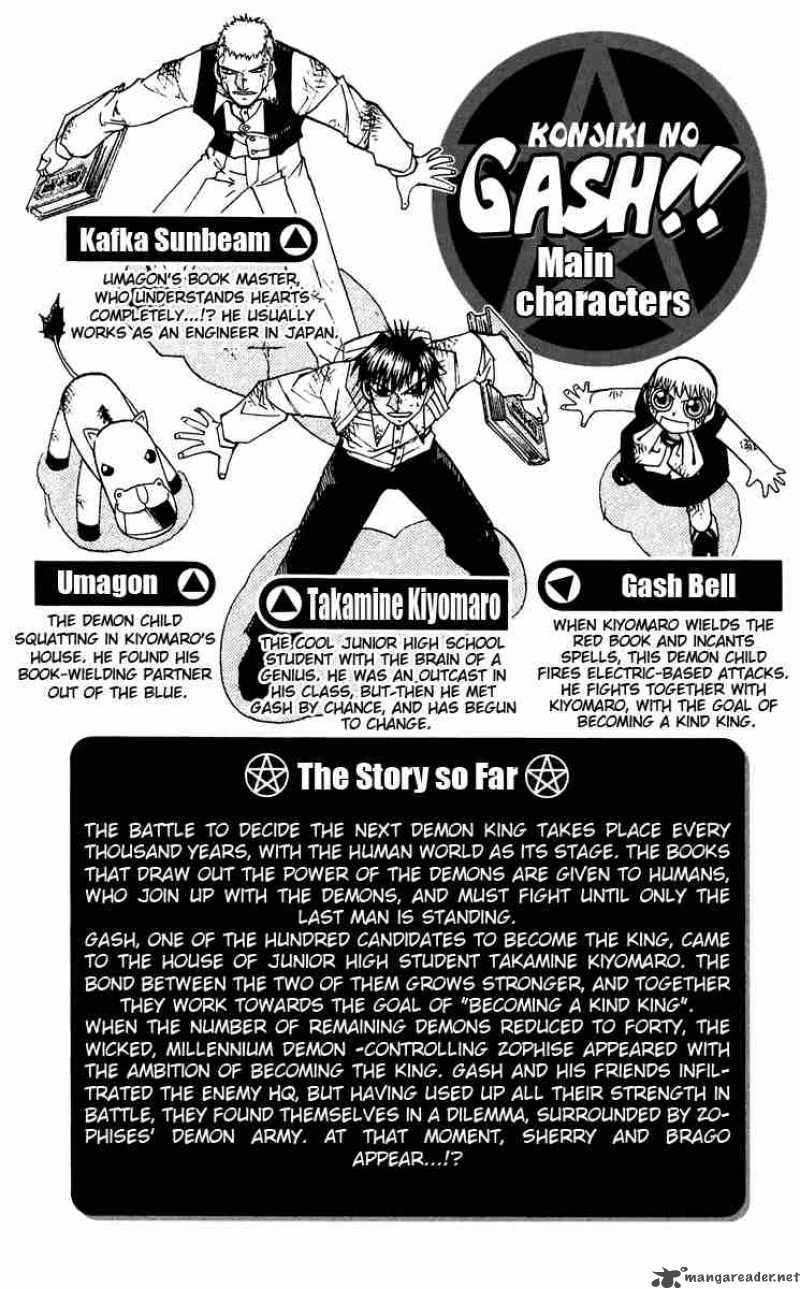 KONJIKI NO
GASH!!
Main
characters
Kafka Sunbeam
UMAGON'S BOOK MASTER,
WHO UNDERSTANDS HEARTS
COMPLETELY...!? HE USUALLY
WORKS AS AN ENGINEER IN JAPAN.
Umagon
THE DEMON CHILD
SQUATTING IN KIYOMARO'S
HOUSE. HE FOUND HIS
BOOK-WIELDING PARTNER
OUT OF THE BLUE.
Takamine Kiyomaro
THE COOL JUNIOR HIGH SCHOOL
STUDENT WITH THE BRAIN OF A
GENIUS. HE WAS AN OUTCAST IN
HIS CLASS, BUT THEN HE MET
GASH BY CHANCE, AND HAS BEGUN
TO CHANGE.
Gash Bell
WHEN KIYOMARO WIELDS THE
RED BOOK AND INCANTS
SPELLS, THIS DEMON CHILD
FIRES ELECTRIC-BASED ATTACKS.
HE FIGHTS TOGETHER WITH
KIYOMARO, WITH THE GOAL OF
BECOMING A KIND KING.
The Story so Far
THE BATTLE TO DECIDE THE NEXT DEMON KING TAKES PLACE EVERY
THOUSAND YEARS, WITH THE HUMAN WORLD AS ITS STAGE. THE BOOKS
THAT DRAW OUT THE POWER OF THE DEMONS ARE GIVEN TO HUMANS,
WHO JOIN UP WITH THE DEMONS, AND MUST FIGHT UNTIL ONLY THE
LAST MAN IS STANDING.
GASH, ONE OF THE HUNDRED CANDIDATES TO BECOME THE KING, CAME
TO THE HOUSE OF JUNIOR HIGH STUDENT TAKAMINE KIYOMARO. THE
BOND BETWEEN THE TWO OF THEM GROWS STRONGER, AND TOGETHER
THEY WORK TOWARDS THE GOAL OF "BECOMING A KIND KING".
WHEN THE NUMBER OF REMAINING DEMONS REDUCED TO FORTY, THE
WICKED, MILLENNIUM DEMON -CONTROLLING ZOPHISE APPEARED WITH
THE AMBITION OF BECOMING THE KING. GASH AND HIS FRIENDS INFIL-
TRATED THE ENEMY HQ, BUT HAVING USED UP ALL THEIR STRENGTH IN
BATTLE, THEY FOUND THEMSELVES IN A DILEMMA, SURROUNDED BY ZO-
PHISES' DEMON ARMY. AT THAT MOMENT, SHERRY AND BRAGO
APPEAR...!?
mangareader.net